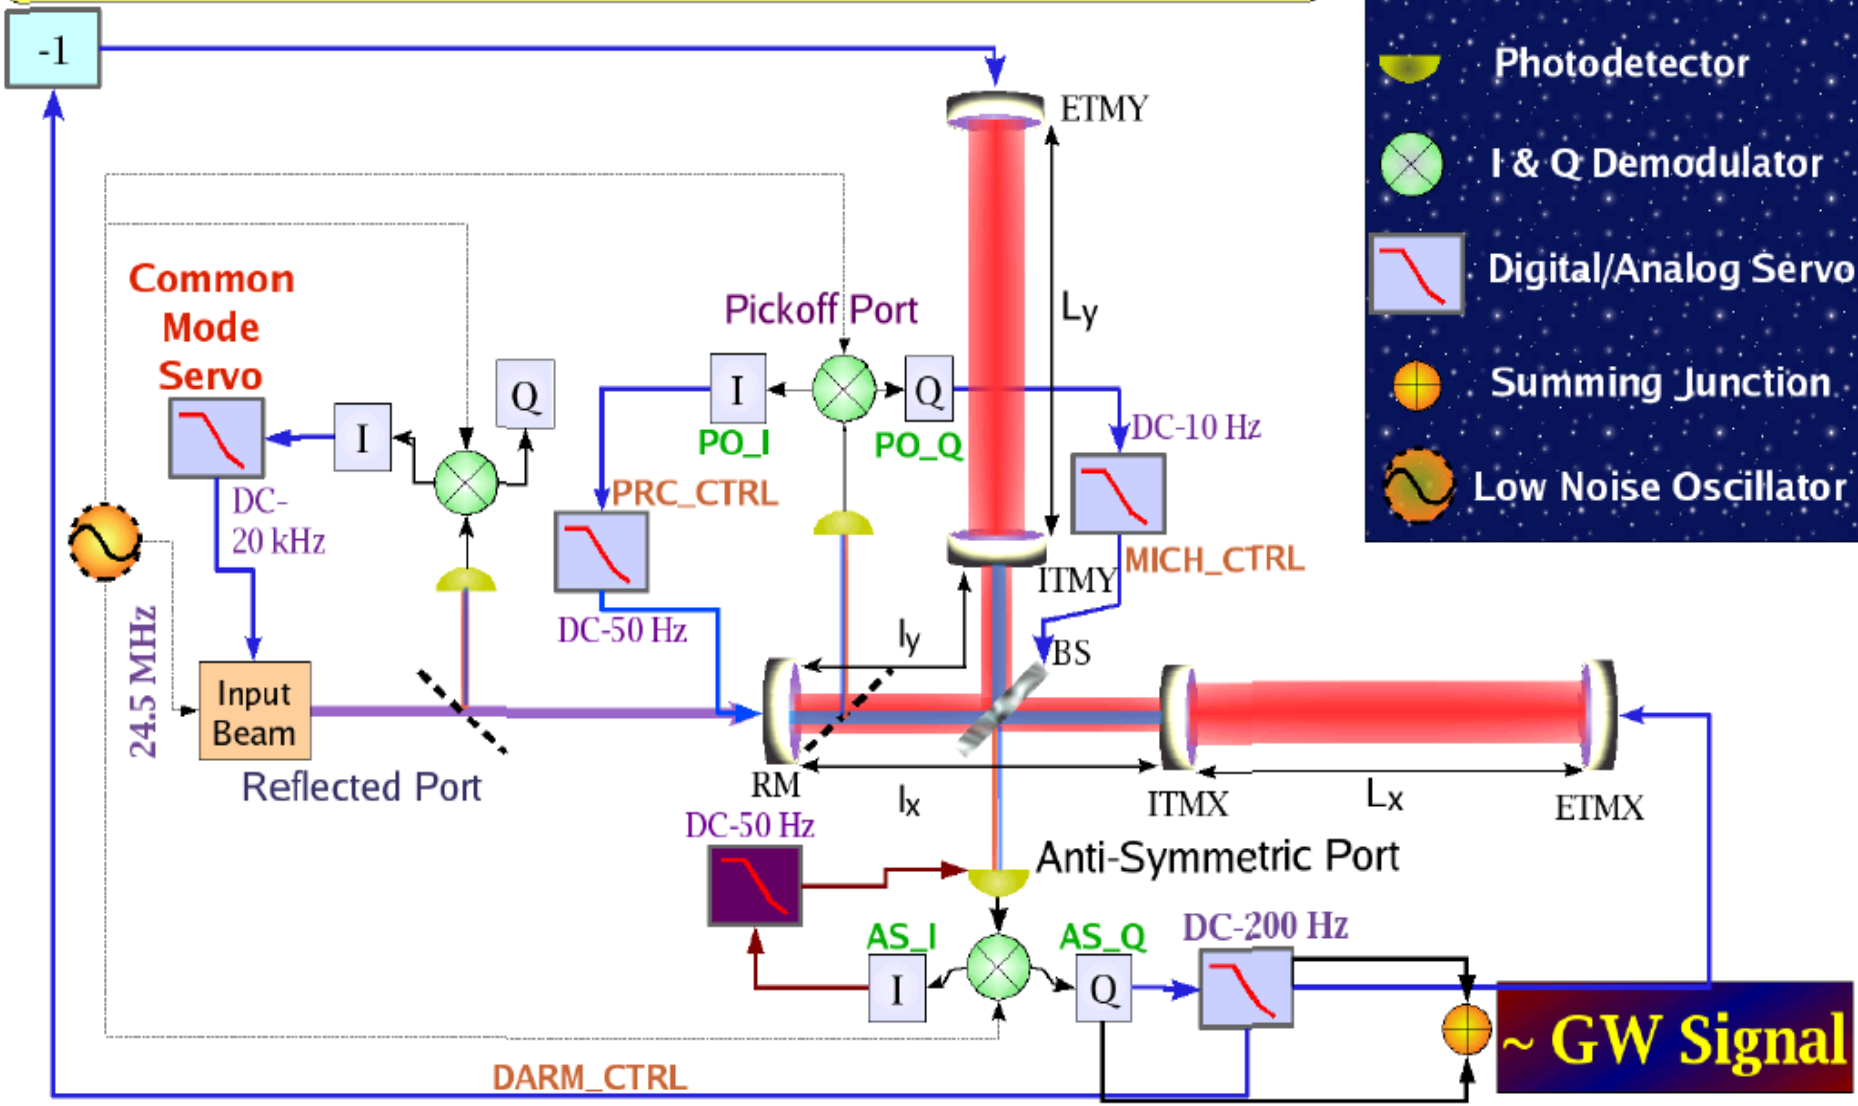 -1
ETMY
Photodetector
I & Q Demodulator
Digital/Analog Servo
Summing Junction
Low Noise Oscillator
Common
Mode
Servo
Pickoff Port
Ly
Q
I
I
Q
PO_I
PO_Q
DC-10 Hz
DC-
20 kHz
PRC_CTRL
MICH_CTRL
ITMY
DC-50 Hz
24.5 MHz
ly
BS
Input
Beam
Reflected Port
RM
lx
ITMX
Lx
ETMX
DC-50 Hz
Anti-Symmetric Port
AS_I
AS_Q
DC-200 Hz
I
Q
~ GW Signal
DARM_CTRL